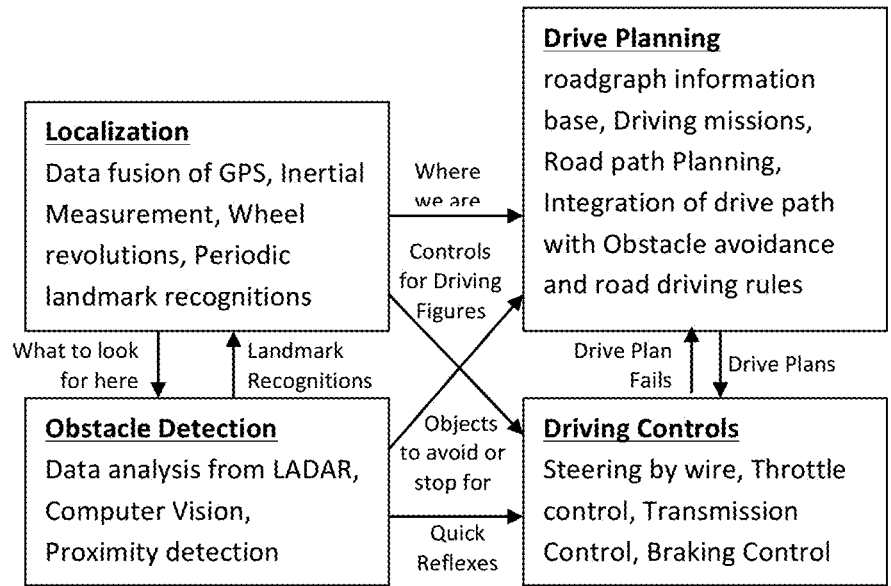 Localization
Data fusion of GPS, Inertial
Measurement, Wheel
revolutions, Periodic
landmark recognitions
Where
we are
Drive Planning
roadgraph information
base, Driving missions,
Road path Planning,
Integration of drive path
with Obstacle avoidance
and road driving rules
Controls
for Driving
Figures
What to look
for here
Landmark
Recognitions
Drive Plan
Fails
Drive Plans
Obstacle Detection
Data analysis from LADAR,
Computer Vision,
Proximity detection
Objects
to avoid or
stop for
Quick
Reflexes
Driving Controls
Steering by wire, Throttle
control, Transmission
Control, Braking Control